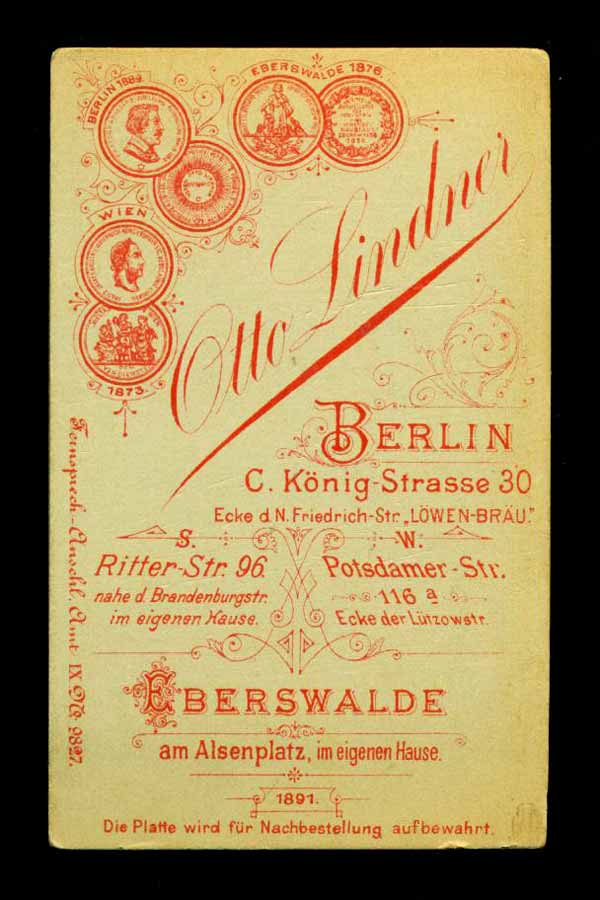 BERLIN 1889.
EBERSWALDE 1876.
WIEN
1873.
Otto Lindner
BERLIN
C. König-Strasse 30
Ecke d. N. Friedrich-Str. „LÖWEN-BRÄU.”
S.
Ritter-Str. 96.
nahe d. Brandenburgstr.
im eigenen Hause.
W.
Potsdamer-Str.
116 a
Ecke der Lützowstr.
Fernsprech-Anschl. Amt IX No 9827.
EBERSWALDE
am Alsenplatz, im eigenen Hause.
1891.
Die Platte wird für Nachbestellung aufbewahrt.